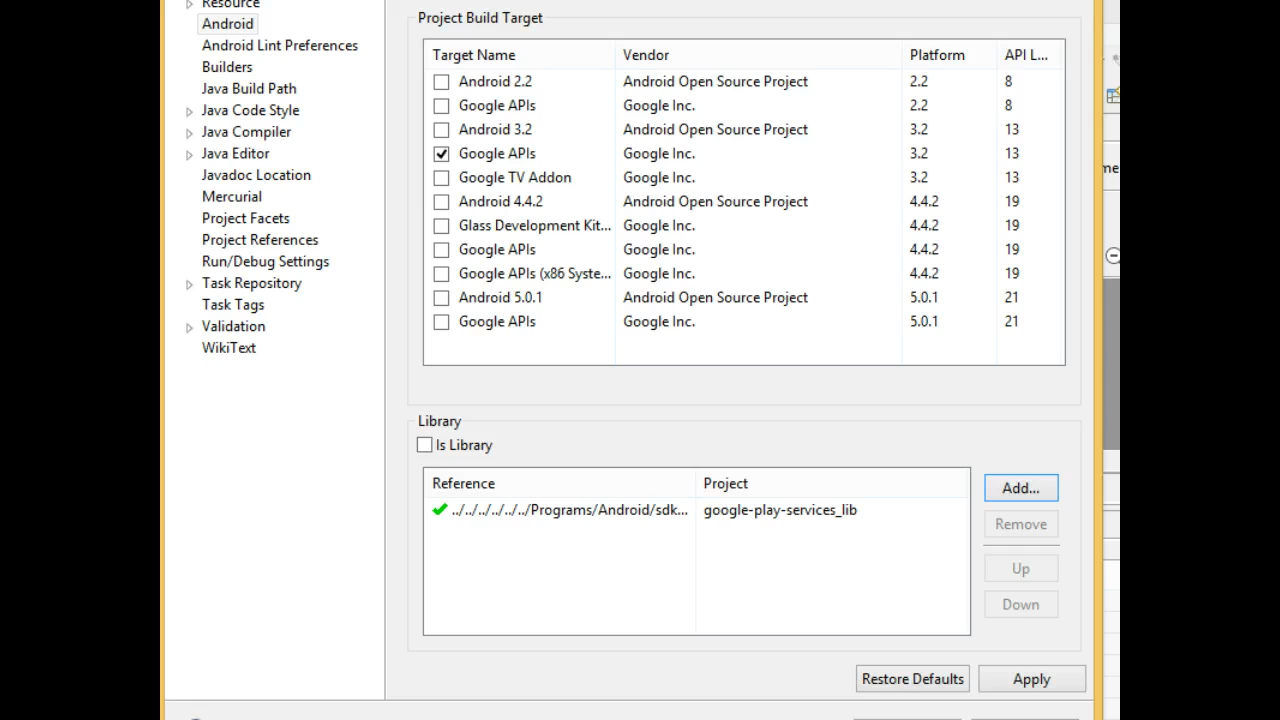 Resource
Android
Android Lint Preferences
Builders
Java Build Path
Java Code Style
Java Compiler
Java Editor
Javadoc Location
Mercurial
Project Facets
Project References
Run/Debug Settings
Task Repository
Task Tags
Validation
WikiText
Project Build Target
Target Name Vendor Platform API L...
Android 2.2 Android Open Source Project 2.2 8
Google APIs Google Inc. 2.2 8
Android 3.2 Android Open Source Project 3.2 13
Google APIs Google Inc. 3.2 13
Google TV Addon Google Inc. 3.2 13
Android 4.4.2 Android Open Source Project 4.4.2 19
Glass Development Kit... Google Inc. 4.4.2 19
Google APIs Google Inc. 4.4.2 19
Google APIs (x86 Syste... Google Inc. 4.4.2 19
Android 5.0.1 Android Open Source Project 5.0.1 21
Google APIs Google Inc. 5.0.1 21
Library
Is Library
Reference Project
../../../../../../Programs/Android/sdk... google-play-services_lib
Add...
Remove
Up
Down
Restore Defaults Apply